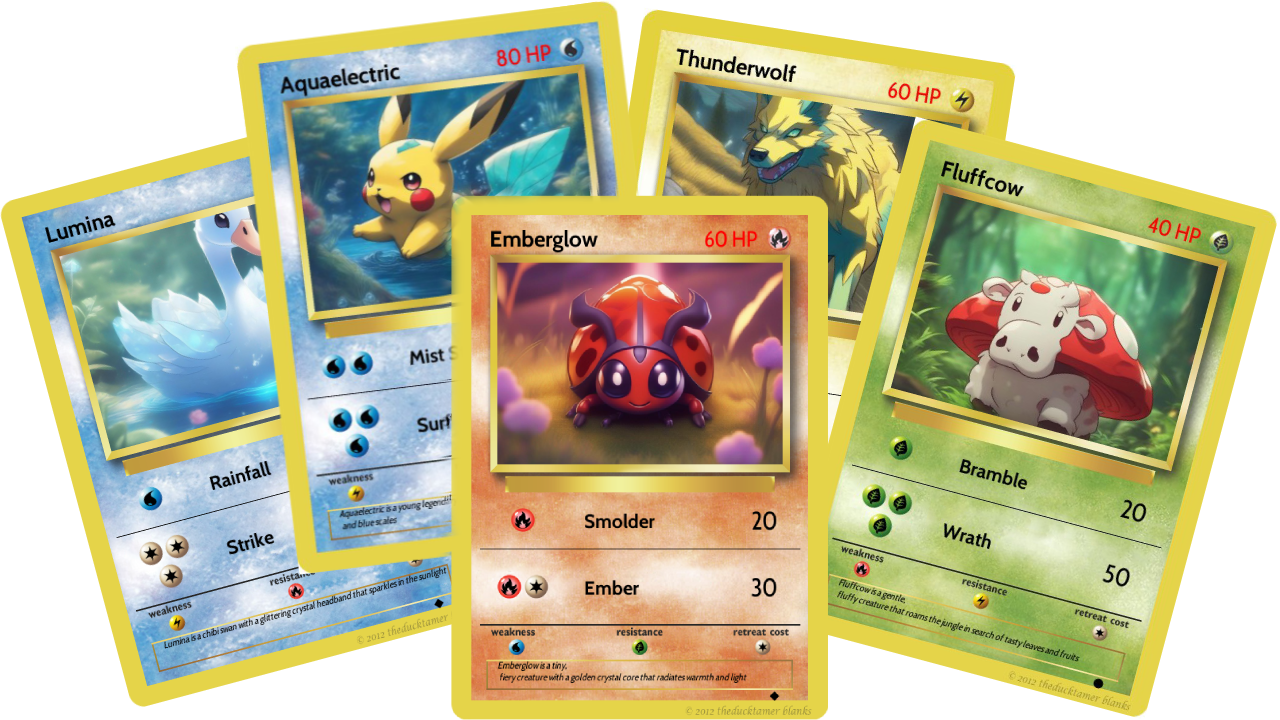 Lumina
Rainfall
Strike
weakness
resistanc
Lumina is a chibi swan with a glittering crystal headband that sparkles in the sunlight
© 2012 theducktamer
Aquaelectric
80 HP
Mist S
Surf
weakness
Aquaelectric is a young legendi
and blue scales
Emberglow
60 HP
Smolder
20
Ember
30
weakness resistance retreat cost
Emberglow is a tiny,
fiery creature with a golden crystal core that radiates warmth and light
© 2012 theducktamer blanks
Thunderwolf
60 HP
Fluffcow
40 HP
Bramble
20
Wrath
50
weakness resistance retreat cost
Fluffcow is a gentle,
fluffy creature that roams the jungle in search of tasty leaves and fruits
© 2012 theducktamer blanks